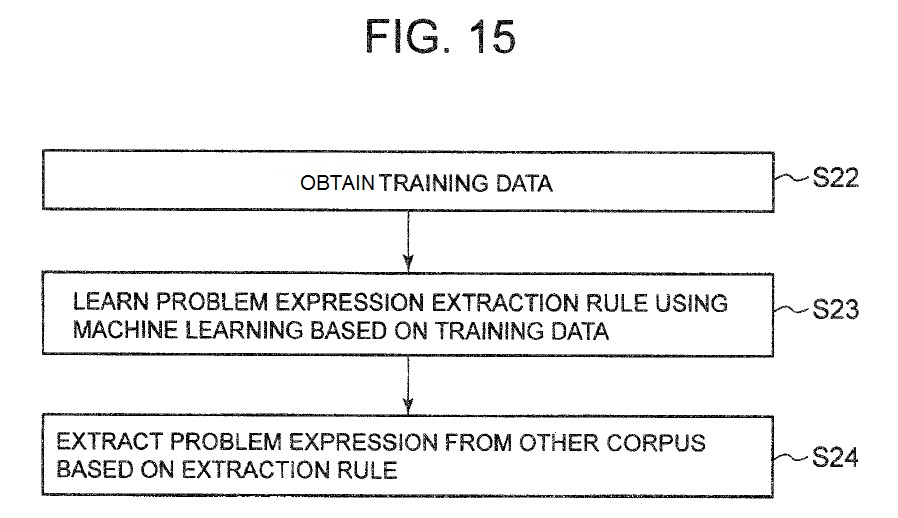 FIG. 15
OBTAIN TRAINING DATA
S22
LEARN PROBLEM EXPRESSION EXTRACTION RULE USING
MACHINE LEARNING BASED ON TRAINING DATA
S23
EXTRACT PROBLEM EXPRESSION FROM OTHER CORPUS
BASED ON EXTRACTION RULE
S24